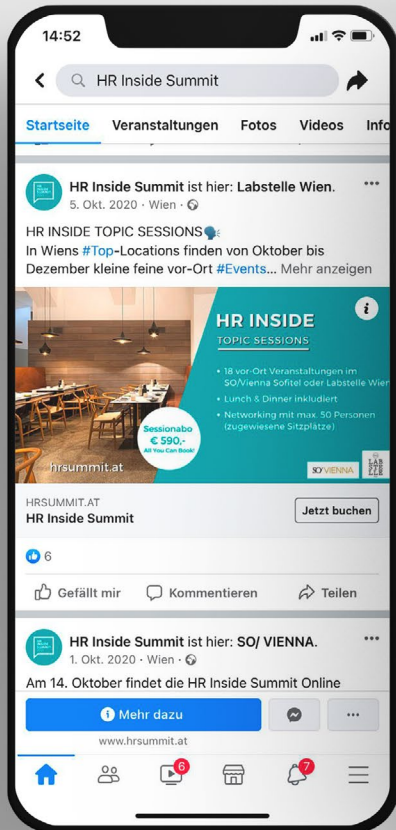 14:52
HR Inside Summit
Startseite Veranstaltungen Fotos Videos Info
HR Inside Summit ist hier: Labstelle Wien.
5. Okt. 2020 · Wien ·
HR INSIDE TOPIC SESSIONS
In Wiens #Top-Locations finden von Oktober bis
Dezember kleine feine vor-Ort #Events... Mehr anzeigen
HR INSIDE
TOPIC SESSIONS
• 18 vor-Ort Veranstaltungen im
SO/Vienna Sofitel oder Labstelle Wien
• Lunch & Dinner inkludiert
• Networking mit max. 50 Personen
(zugewiesene Sitzplätze)
Sessionabo
€ 590,-
All You Can Book!
hrsummit.at
SO/ VIENNA
LAB
STE
LLE
HRSUMMIT.AT
HR Inside Summit
Jetzt buchen
6
Gefällt mir Kommentieren Teilen
HR Inside Summit ist hier: SO/ VIENNA.
1. Okt. 2020 · Wien ·
Am 14. Oktober findet die HR Inside Summit Online
Mehr dazu
www.hrsummit.at
6 7